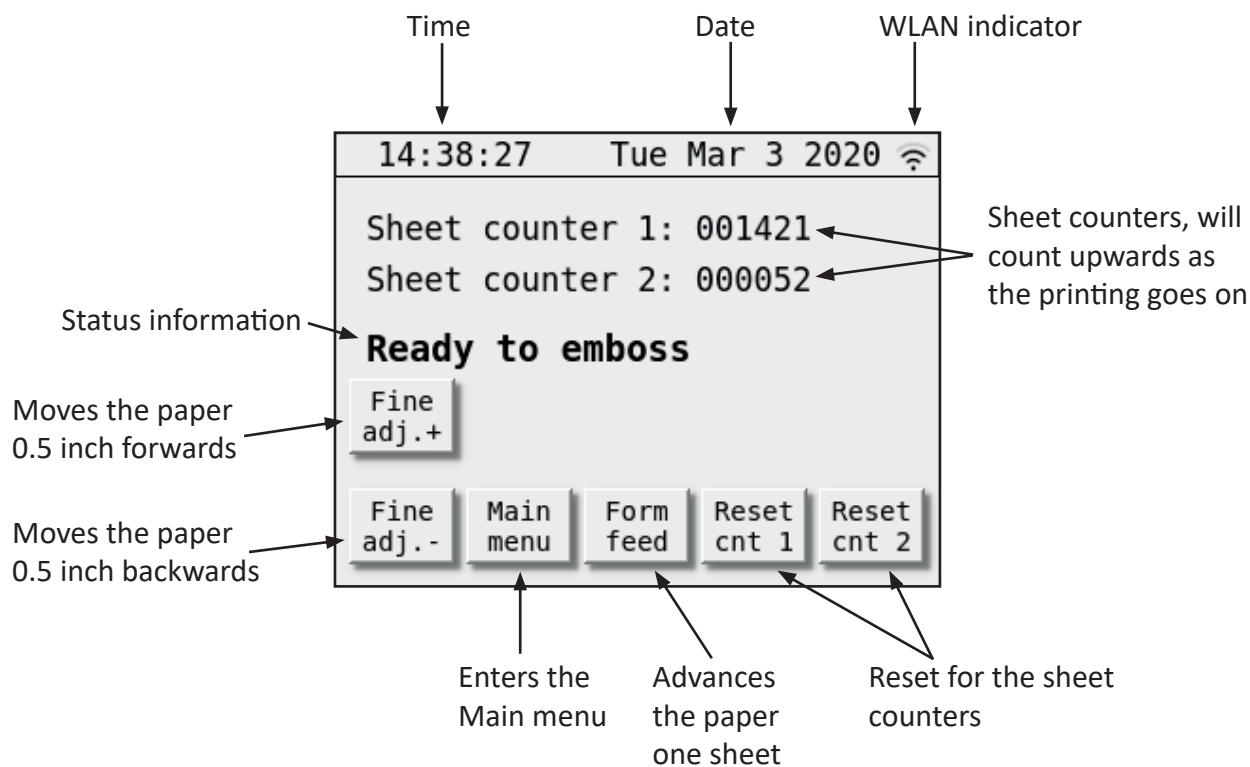 Time
Date
WLAN indicator
14:38:27
Tue Mar 3 2020
Sheet counter 1: 001421
Sheet counter 2: 000052
Sheet counters, will
count upwards as
the printing goes on
Status information
Ready to emboss
Moves the paper
0.5 inch forwards
Fine
adj.+
Moves the paper
0.5 inch backwards
Fine
adj.-
Main
menu
Form
feed
Reset
cnt 1
Reset
cnt 2
Enters the
Main menu
Advances
the paper
one sheet
Reset for the sheet
counters